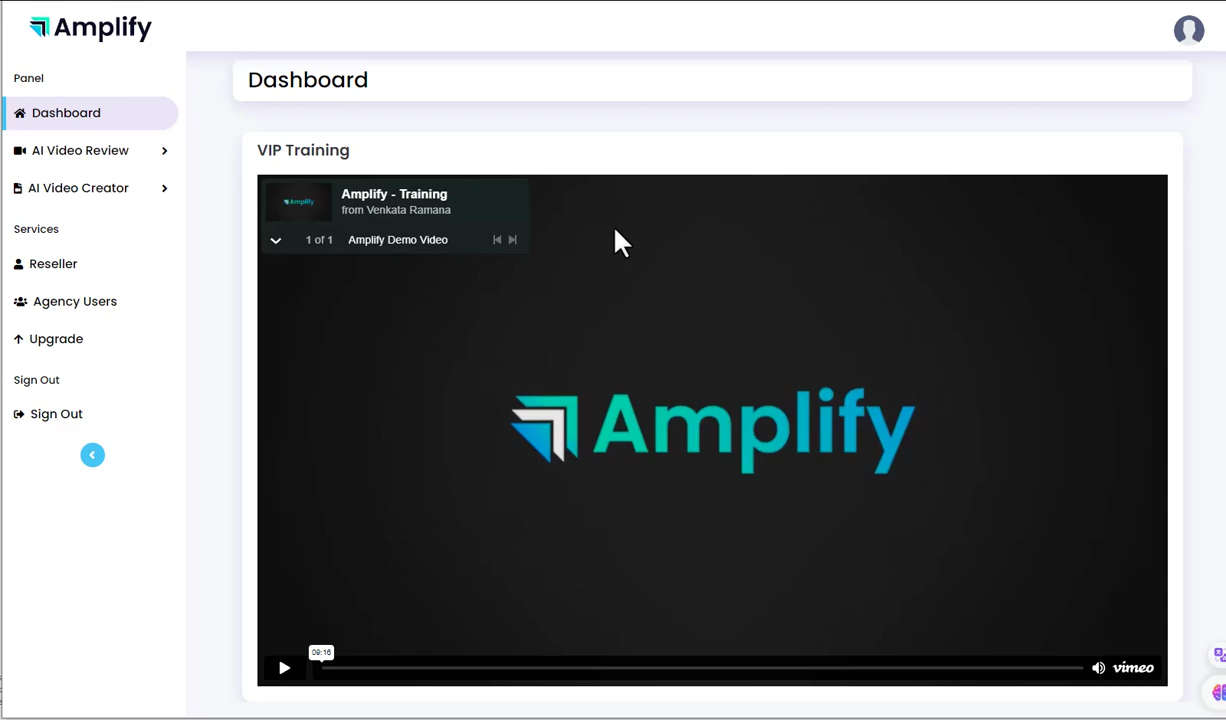 Amplify
Panel
Dashboard
AI Video Review
AI Video Creator
Services
Reseller
Agency Users
Upgrade
Sign Out
Sign Out
Dashboard
VIP Training
Amplify
Amplify - Training
from Venkata Ramana
1 of 1 Amplify Demo Video
Amplify
09:16
vimeo